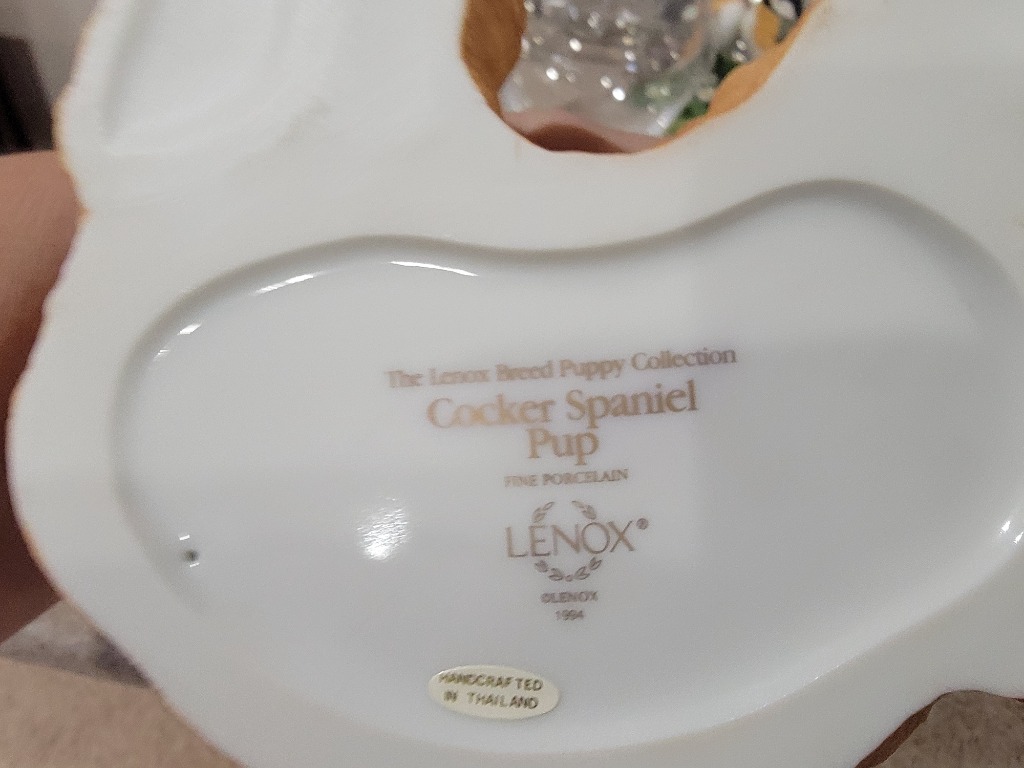 The Lenox Breed Puppy Collection
Cocker Spaniel
Pup
FINE PORCELAIN
LENOX®
©LENOX
1994
HANDCRAFTED
IN THAILAND